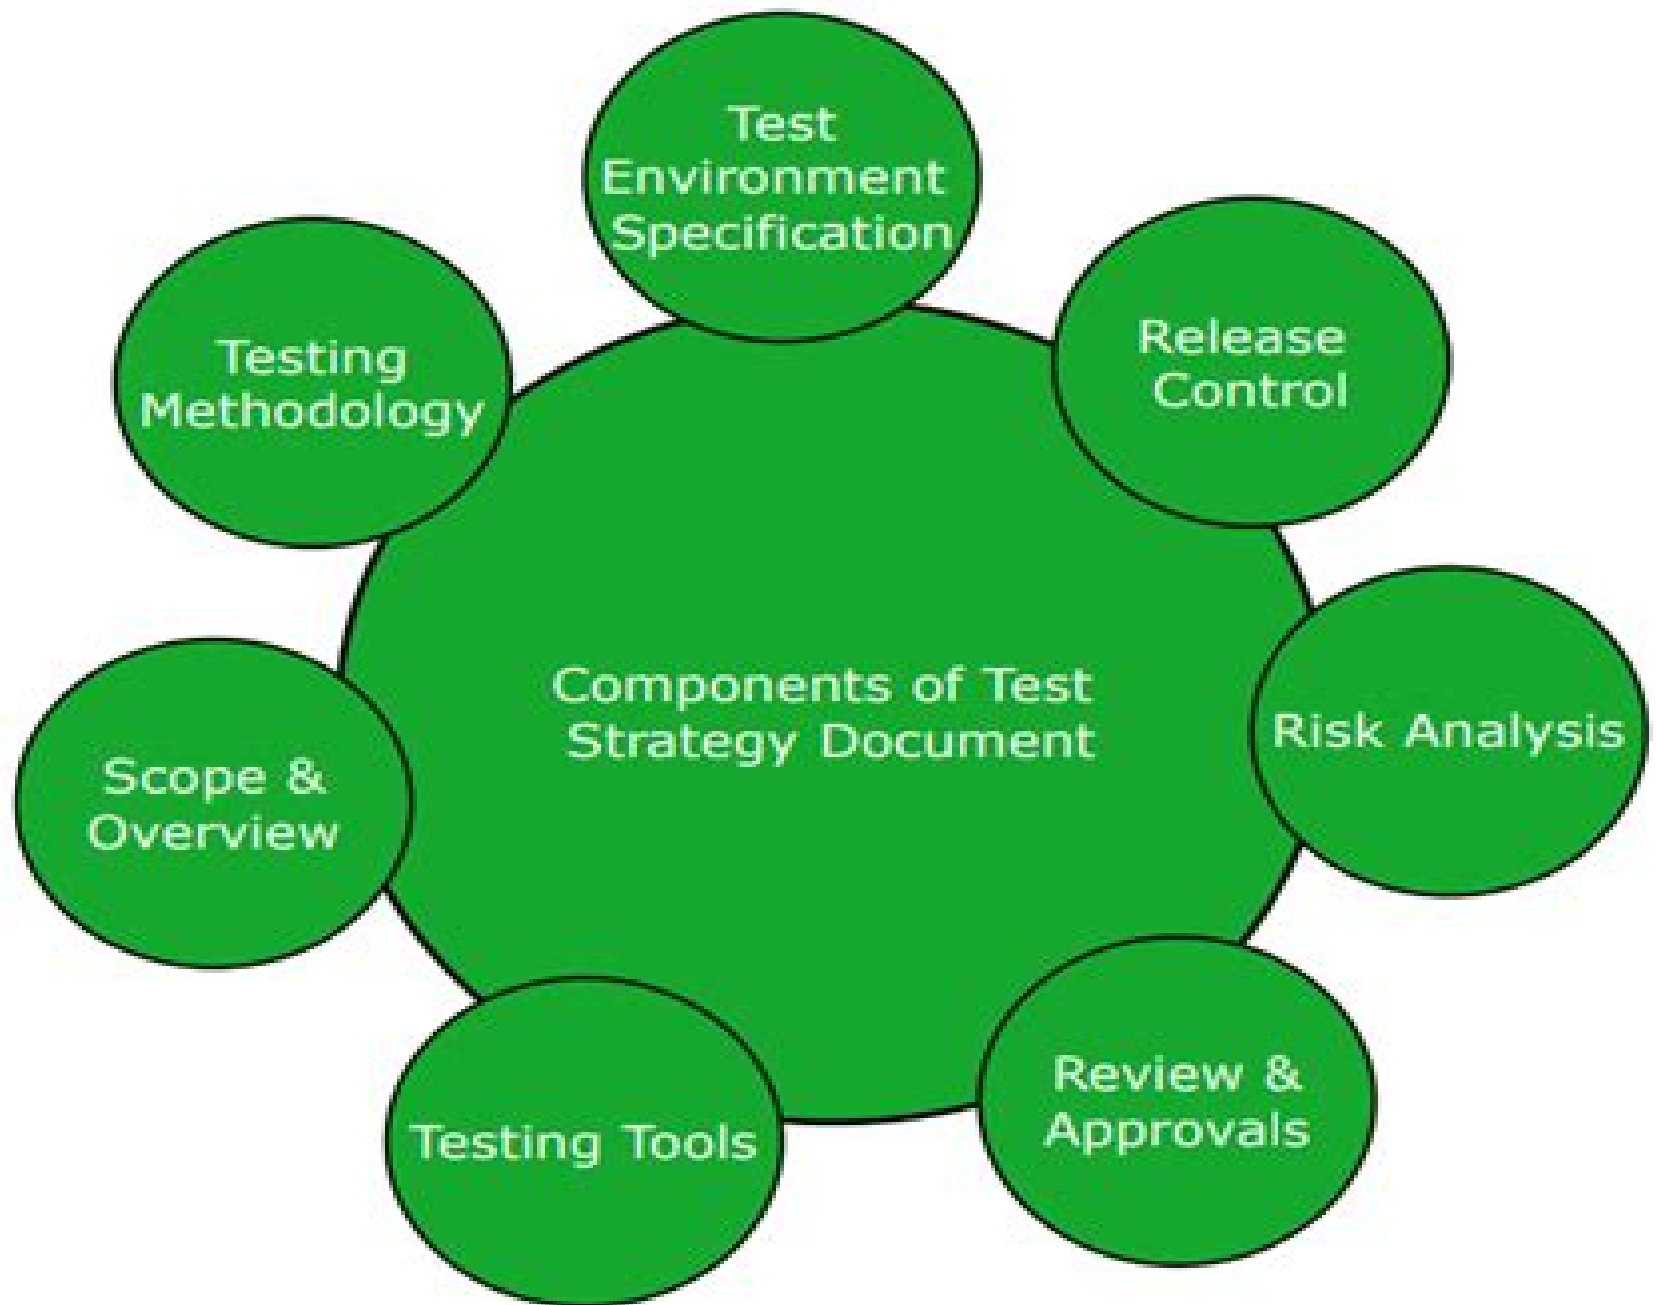 Test
Environment
Specification
Release
Control
Testing
Methodology
Risk Analysis
Components of Test
Strategy Document
Scope &
Overview
Review &
Approvals
Testing Tools